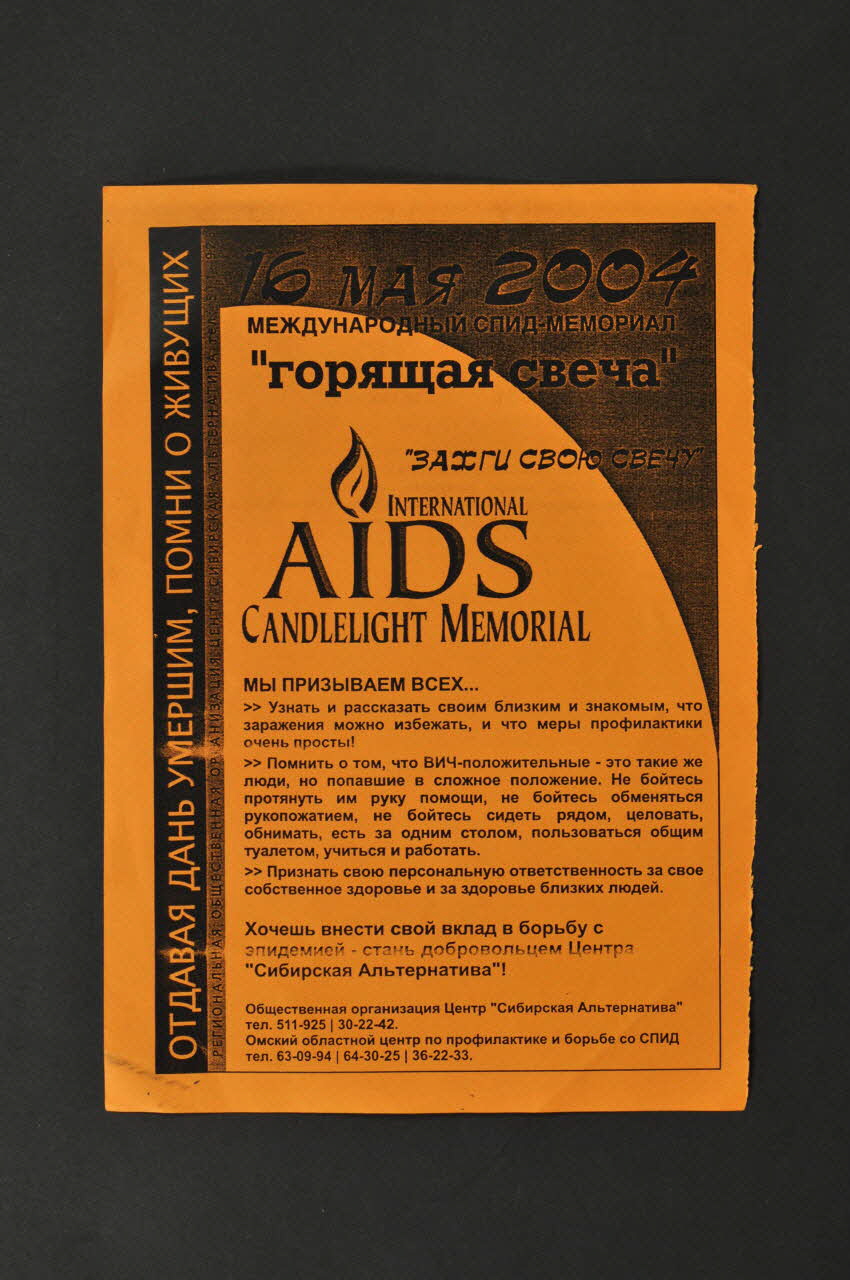 16 мая 2004
МЕЖДУНАРОДНЫЙ СПИД-МЕМОРИАЛ
"горящая свеча"
"ЗАЖГИ СВОЮ СВЕЧУ"
INTERNATIONAL
AIDS
CANDLELIGHT MEMORIAL
МЫ ПРИЗЫВАЕМ ВСЕХ...
>> Узнать и рассказать своим близким и знакомым, что
заражения можно избежать, и что меры профилактики
очень просты!
>> Помнить о том, что ВИЧ-положительные - это такие же
люди, но попавшие в сложное положение. Не бойтесь
протянуть им руку помощи, не бойтесь обменяться
рукопожатием, не бойтесь сидеть рядом, целовать,
обнимать, есть за одним столом, пользоваться общим
туалетом, учиться и работать.
>> Признать свою персональную ответственность за свое
собственное здоровье и за здоровье близких людей.
Хочешь внести свой вклад в борьбу с
эпидемией - стань добровольцем Центра
"Сибирская Альтернатива"!
Общественная организация Центр "Сибирская Альтернатива"
тел. 511-925 | 30-22-42.
Омский областной центр по профилактике и борьбе со СПИД
тел. 63-09-94 | 64-30-25 | 36-22-33.
ОТДАВАЯ ДАНЬ УМЕРШИМ, ПОМНИ О ЖИВУЩИХ
РЕГИОНАЛЬНАЯ ОБЩЕСТВЕННАЯ ОРГАНИЗАЦИЯ ЦЕНТР СИБИРСКАЯ АЛЬТЕРНАТИВА